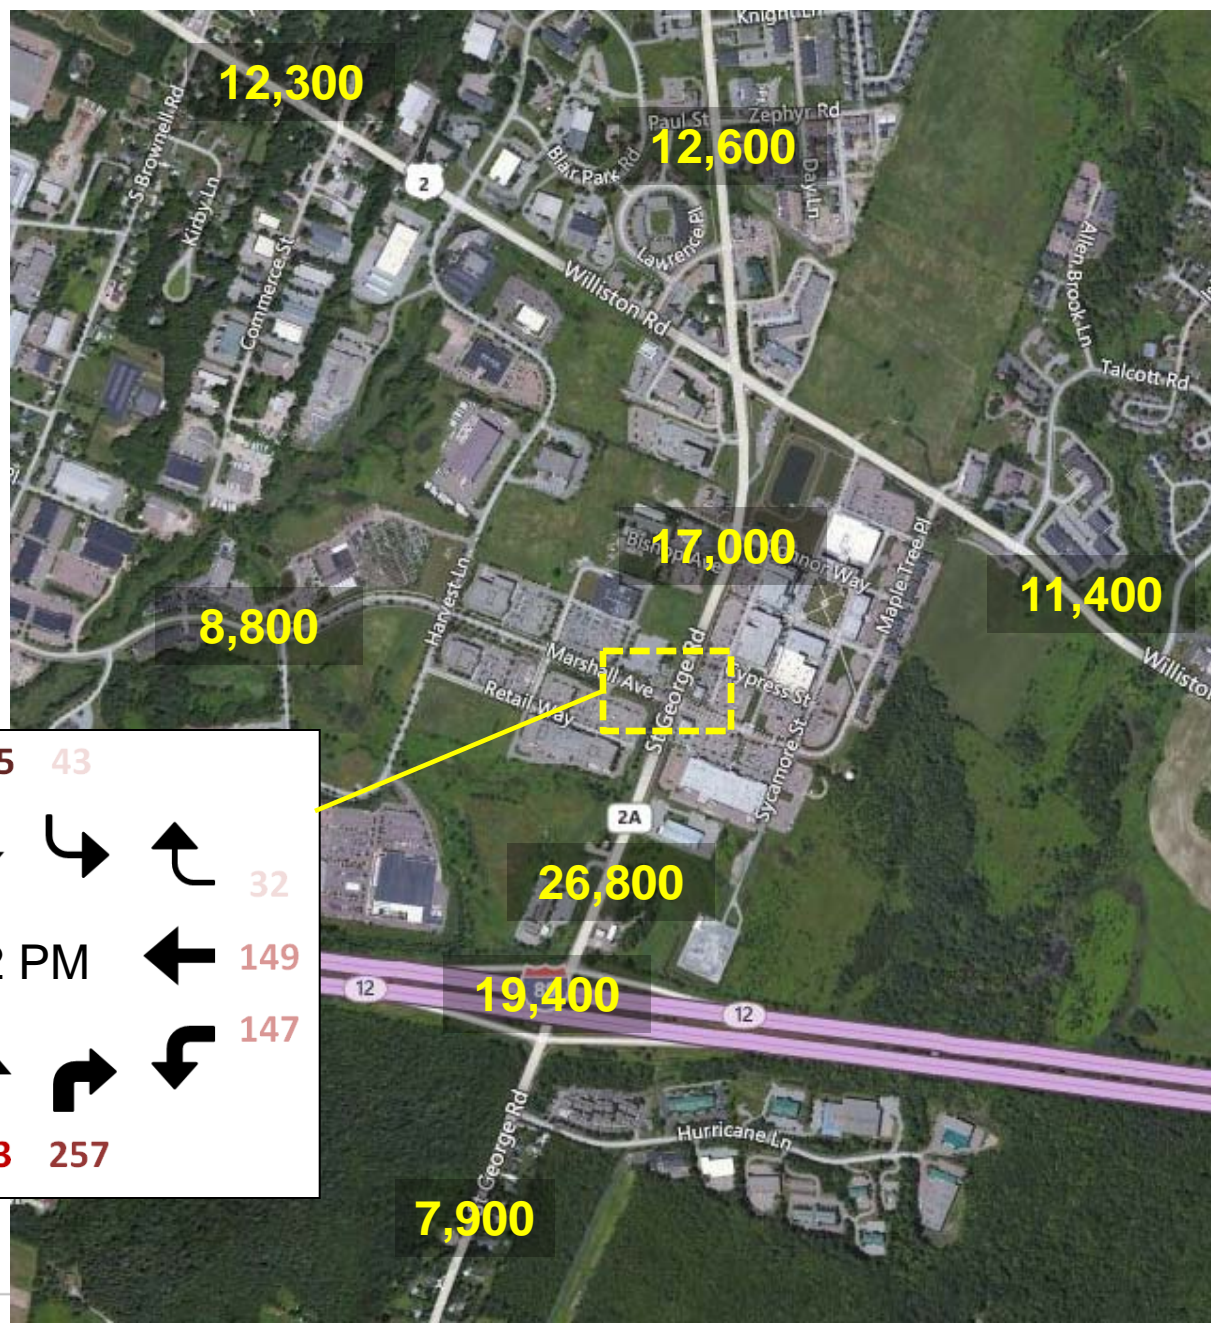 Knight Ln
12,300
S Brownell Rd
Paul St
Zephyr Rd
12,600
Blair Park Rd
Day Ln
2
Kirby Ln
Lawrence Pl
Commerce St
Williston Rd
Allen Brook Ln
Talcott Rd
17,000
Bishop Ave
Maple Tree Pl
11,400
Harvest Ln
8,800
Marshall Ave
St George Rd
Cypress St
Retail Way
Sycamore St
Williston
43
2A
32
26,800
PM
149
12
19,400
12
147
257
St George Rd
Hurricane Ln
7,900